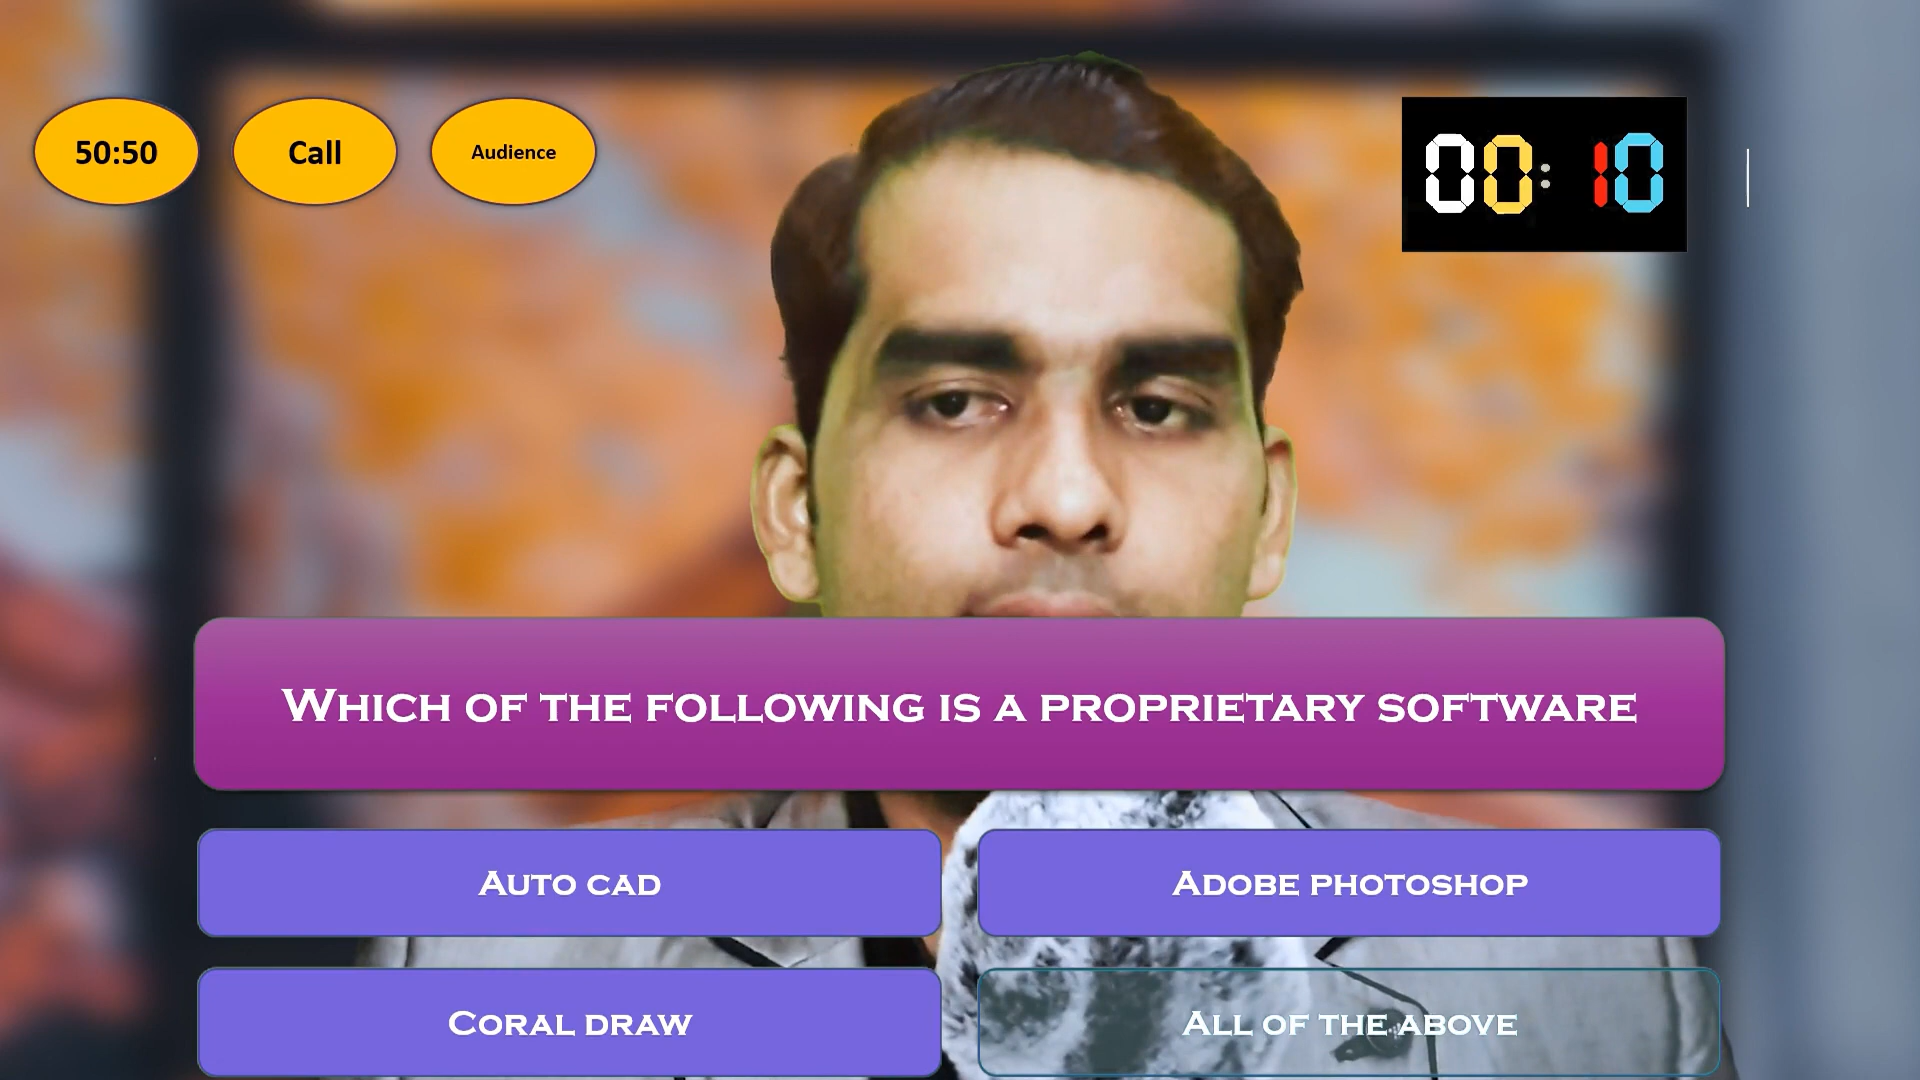 50:50
Call
Audience
00:10
Which of the following is a proprietary software
Auto cad
Adobe photoshop
Coral draw
All of the above